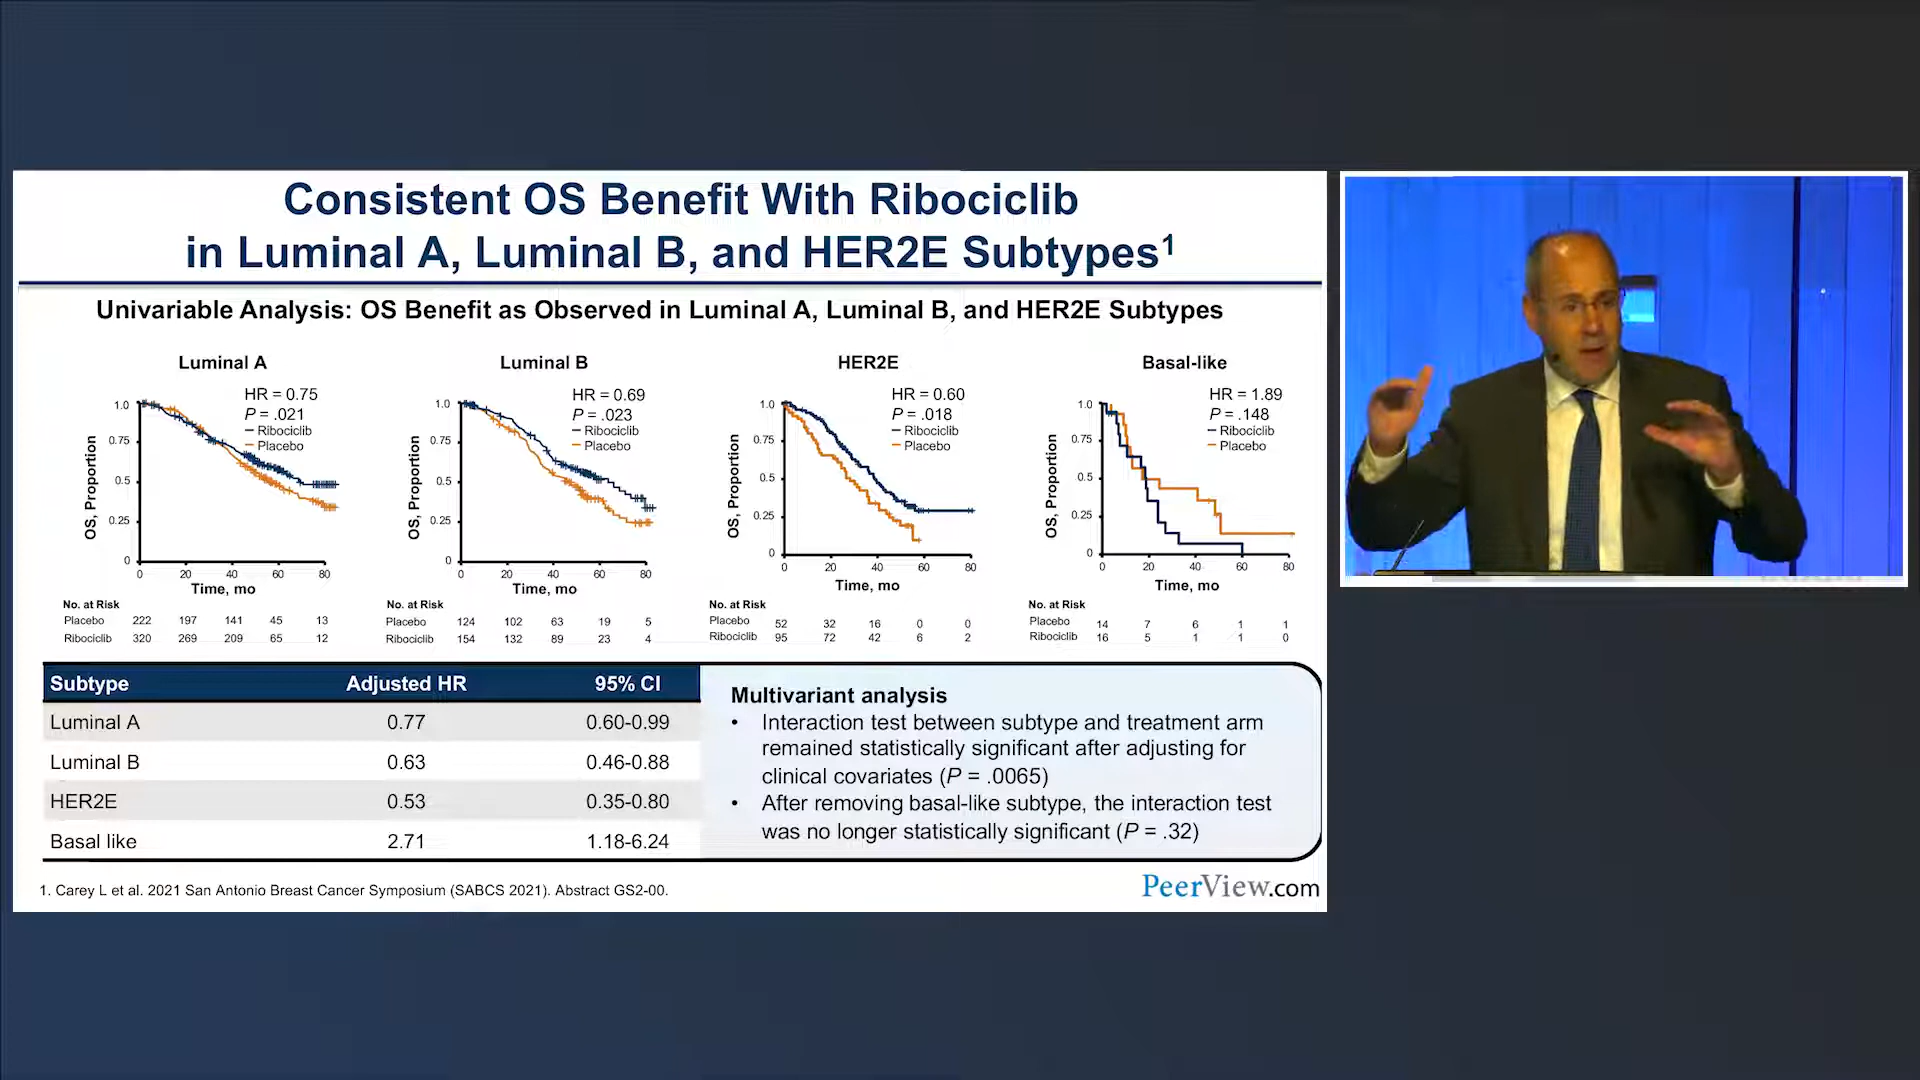 Consistent OS Benefit With Ribociclib
in Luminal A, Luminal B, and HER2E Subtypes1
Univariable Analysis: OS Benefit as Observed in Luminal A, Luminal B, and HER2E Subtypes
Luminal A
HR = 0.75
P = .021
Ribociclib
Placebo
OS, Proportion
1.0
0.75
0.5
0.25
0
0 20 40 60 80
Time, mo
No. at Risk
Placebo 222 197 141 45 13
Ribociclib 320 269 209 65 12
Luminal B
HR = 0.69
P = .023
Ribociclib
Placebo
OS, Proportion
1.0
0.75
0.5
0.25
0
0 20 40 60 80
Time, mo
No. at Risk
Placebo 124 102 63 19 5
Ribociclib 154 132 89 23 4
HER2E
HR = 0.60
P = .018
Ribociclib
Placebo
OS, Proportion
1.0
0.75
0.5
0.25
0
0 20 40 60 80
Time, mo
No. at Risk
Placebo 52 32 16 0 0
Ribociclib 95 72 42 6 2
Basal-like
HR = 1.89
P = .148
Ribociclib
Placebo
OS, Proportion
1.0
0.75
0.5
0.25
0
0 20 40 60 80
Time, mo
No. at Risk
Placebo 14 7 6 1 1
Ribociclib 16 5 1 1 0
Subtype Adjusted HR 95% CI
Luminal A 0.77 0.60-0.99
Luminal B 0.63 0.46-0.88
HER2E 0.53 0.35-0.80
Basal like 2.71 1.18-6.24
Multivariant analysis
• Interaction test between subtype and treatment arm
remained statistically significant after adjusting for
clinical covariates (P = .0065)
• After removing basal-like subtype, the interaction test
was no longer statistically significant (P = .32)
1. Carey L et al. 2021 San Antonio Breast Cancer Symposium (SABCS 2021). Abstract GS2-00.
PeerView.com